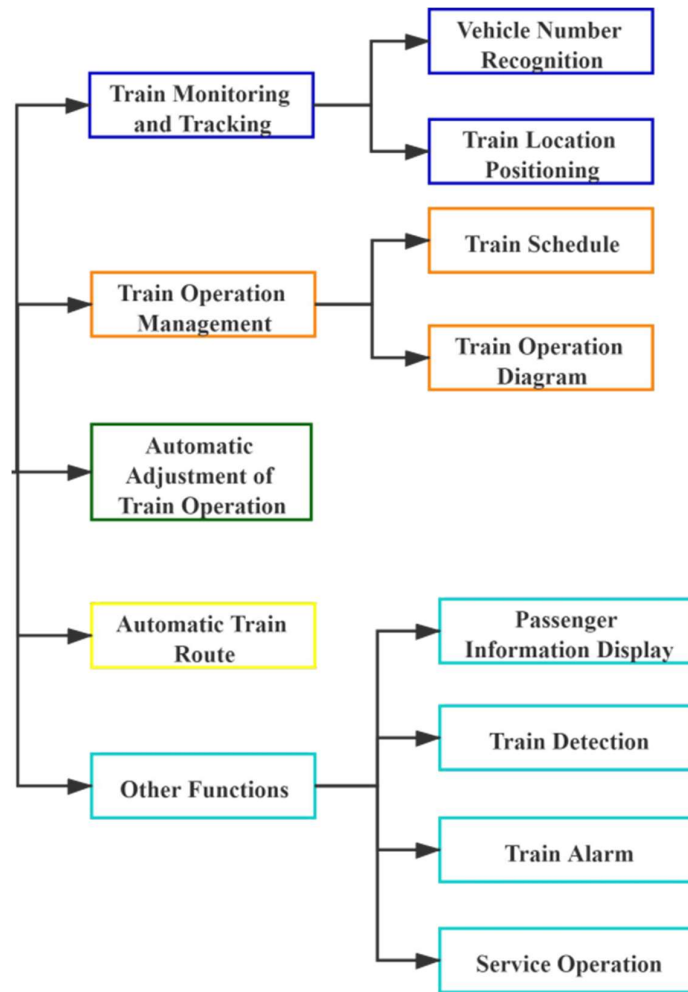 Vehicle Number
Recognition
Train Monitoring
and Tracking
Train Location
Positioning
Train Schedule
Train Operation
Management
Train Operation
Diagram
Automatic
Adjustment of
Train Operation
Automatic Train
Route
Passenger
Information Display
Train Detection
Other Functions
Train Alarm
Service Operation